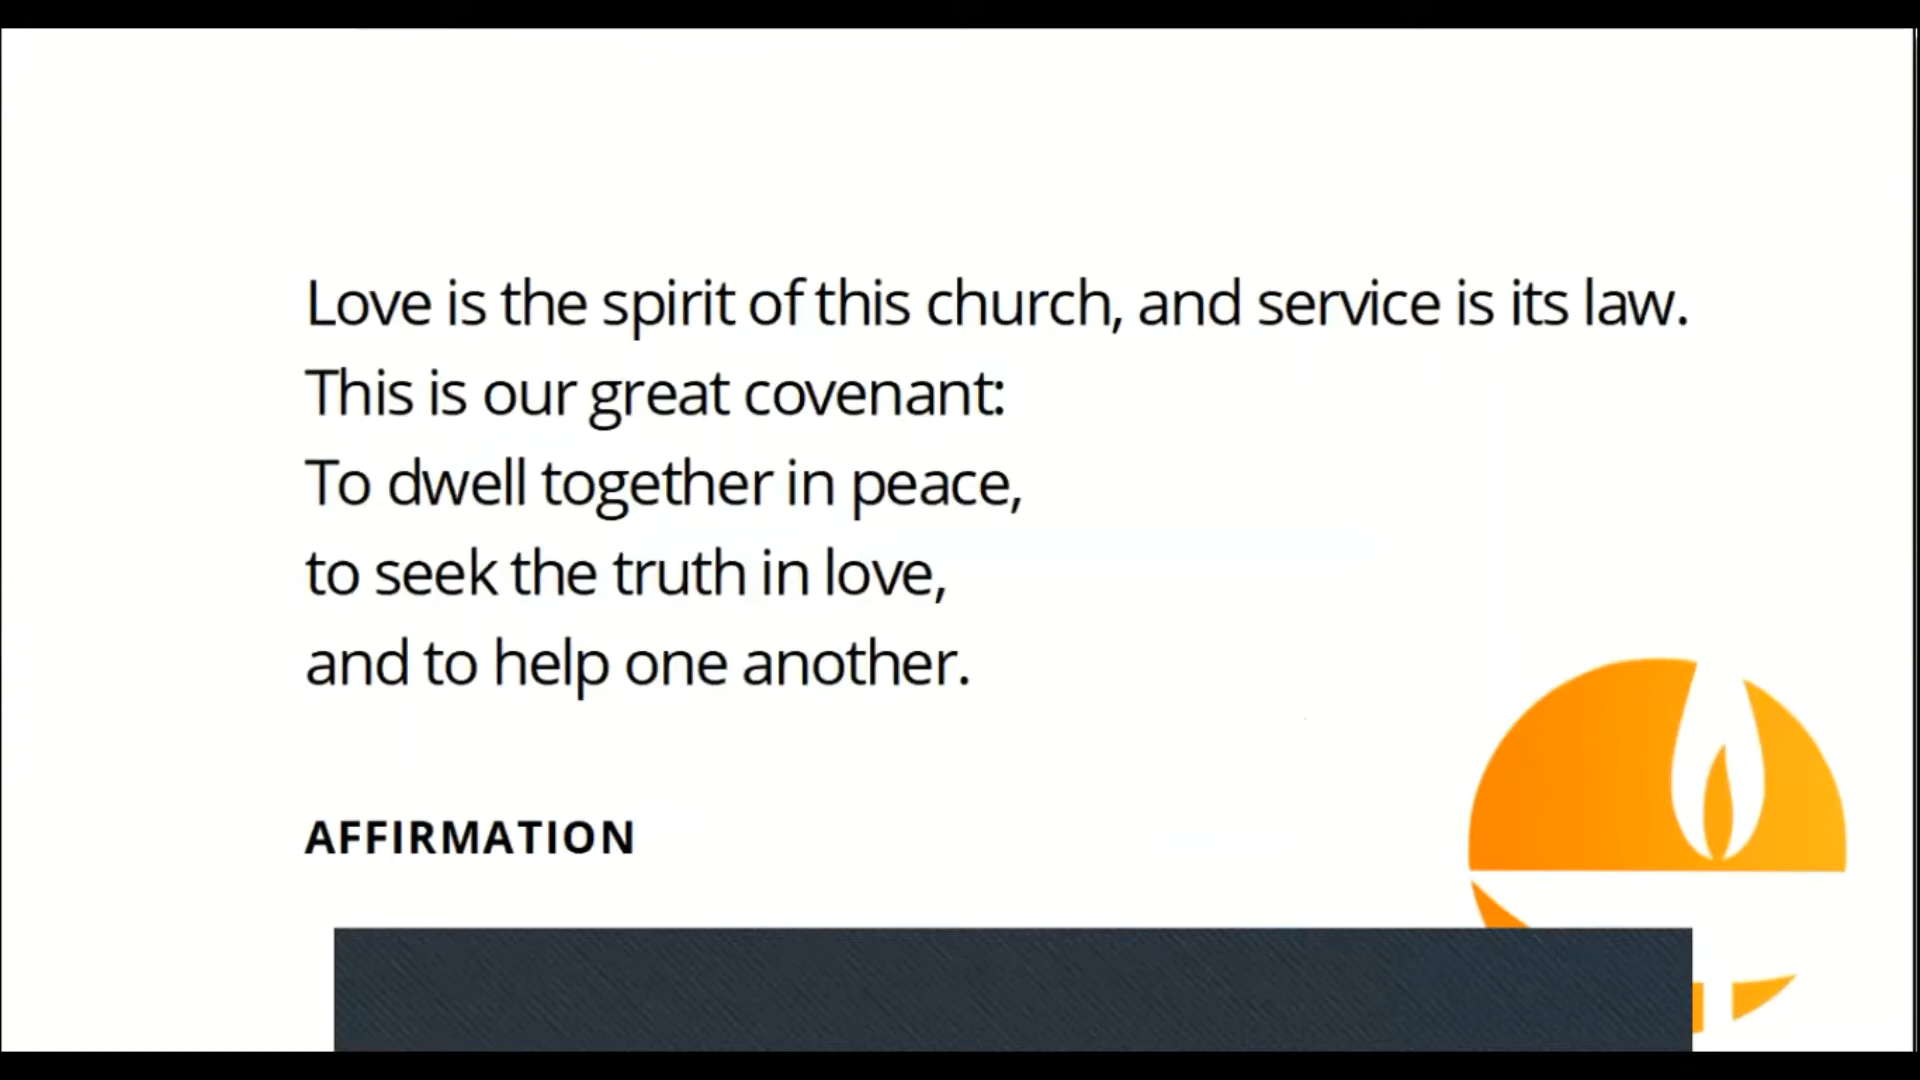 Love is the spirit of this church, and service is its law.
This is our great covenant:
To dwell together in peace,
to seek the truth in love,
and to help one another.
AFFIRMATION